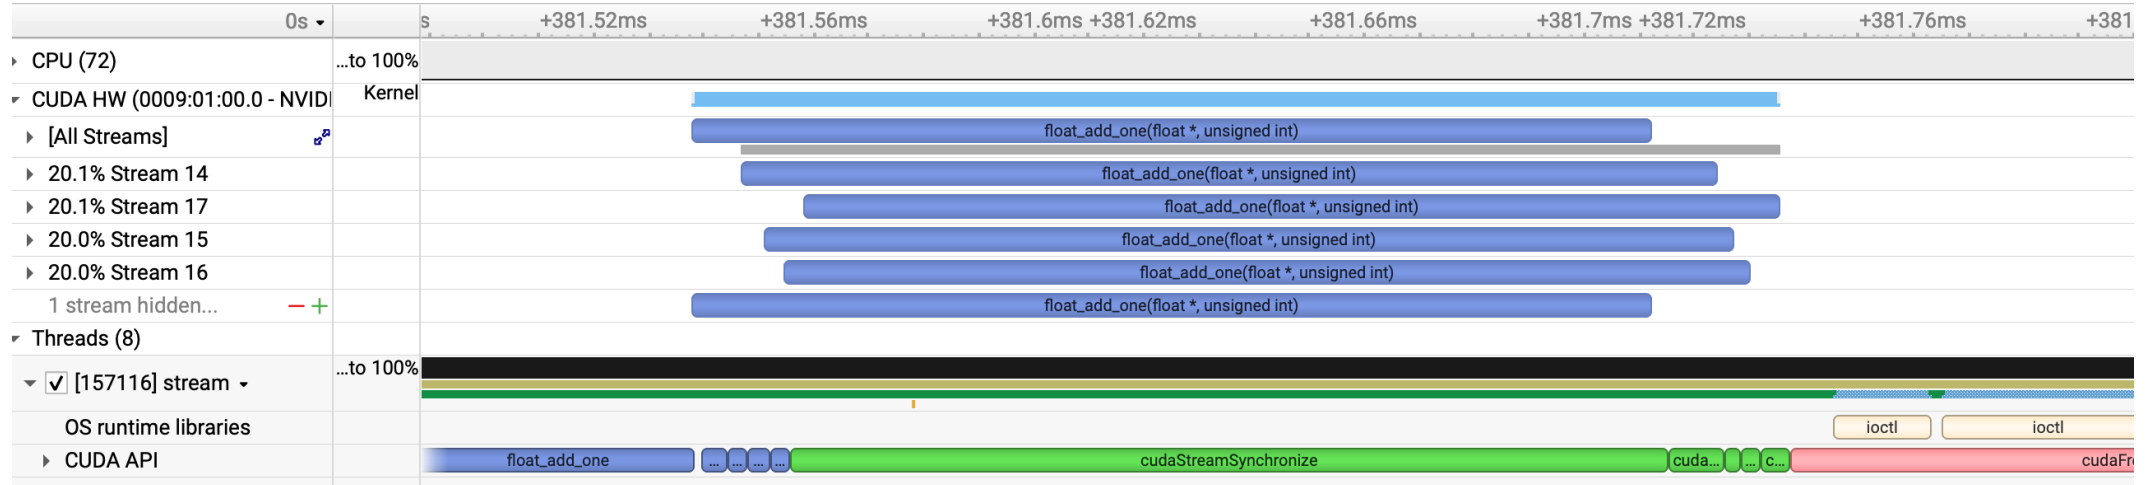 0s s +381.52ms +381.56ms +381.6ms +381.62ms +381.66ms +381.7ms +381.72ms +381.76ms +381
CPU (72) ...to 100%
CUDA HW (0009:01:00.0 - NVIDI Kernel
[All Streams] float_add_one(float *, unsigned int)
20.1% Stream 14 float_add_one(float *, unsigned int)
20.1% Stream 17 float_add_one(float *, unsigned int)
20.0% Stream 15 float_add_one(float *, unsigned int)
20.0% Stream 16 float_add_one(float *, unsigned int)
1 stream hidden... float_add_one(float *, unsigned int)
Threads (8)
[157116] stream ...to 100%
OS runtime libraries ioctl ioctl
CUDA API float_add_one ... ... ... ... cudaStreamSynchronize cuda... ... c... cudaFr